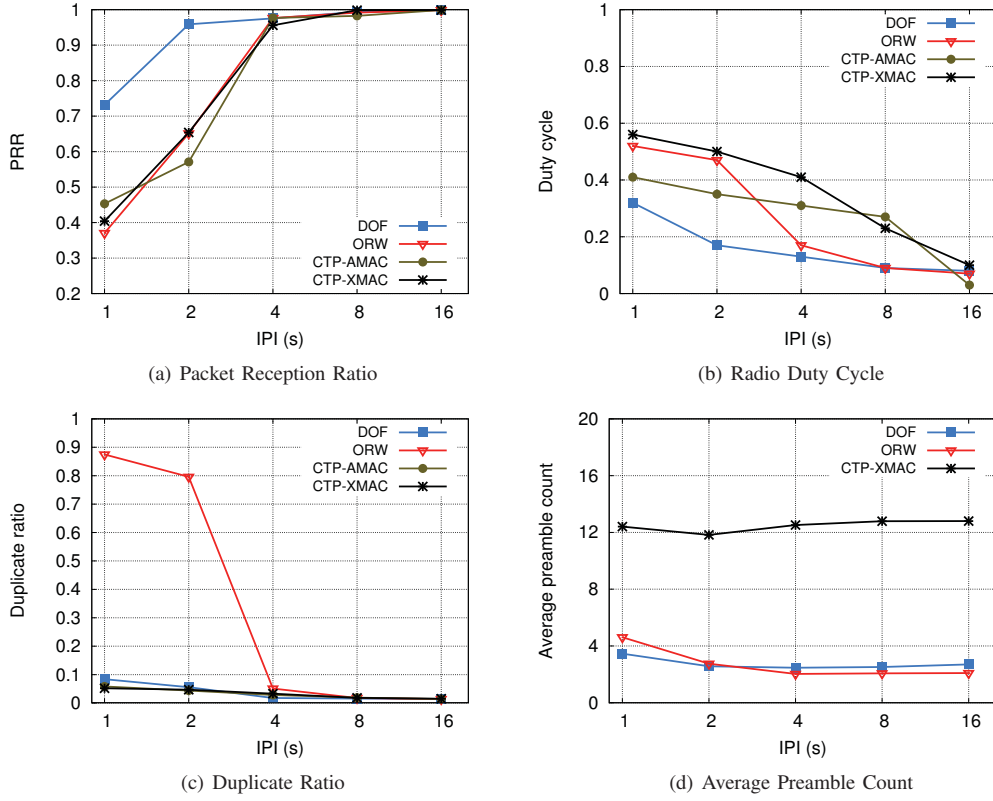 1
0.9
0.8
0.7
0.6
0.5
0.4
0.3
0.2
PRR
DOF
ORW
CTP-AMAC
CTP-XMAC
1 2 4 8 16
IPI (s)
(a) Packet Reception Ratio
1
0.8
0.6
0.4
0.2
0
Duty cycle
DOF
ORW
CTP-AMAC
CTP-XMAC
1 2 4 8 16
IPI (s)
(b) Radio Duty Cycle
1
0.9
0.8
0.7
0.6
0.5
0.4
0.3
0.2
0.1
0
Duplicate ratio
DOF
ORW
CTP-AMAC
CTP-XMAC
1 2 4 8 16
IPI (s)
(c) Duplicate Ratio
20
16
12
8
4
0
Average preamble count
DOF
ORW
CTP-XMAC
1 2 4 8 16
IPI (s)
(d) Average Preamble Count